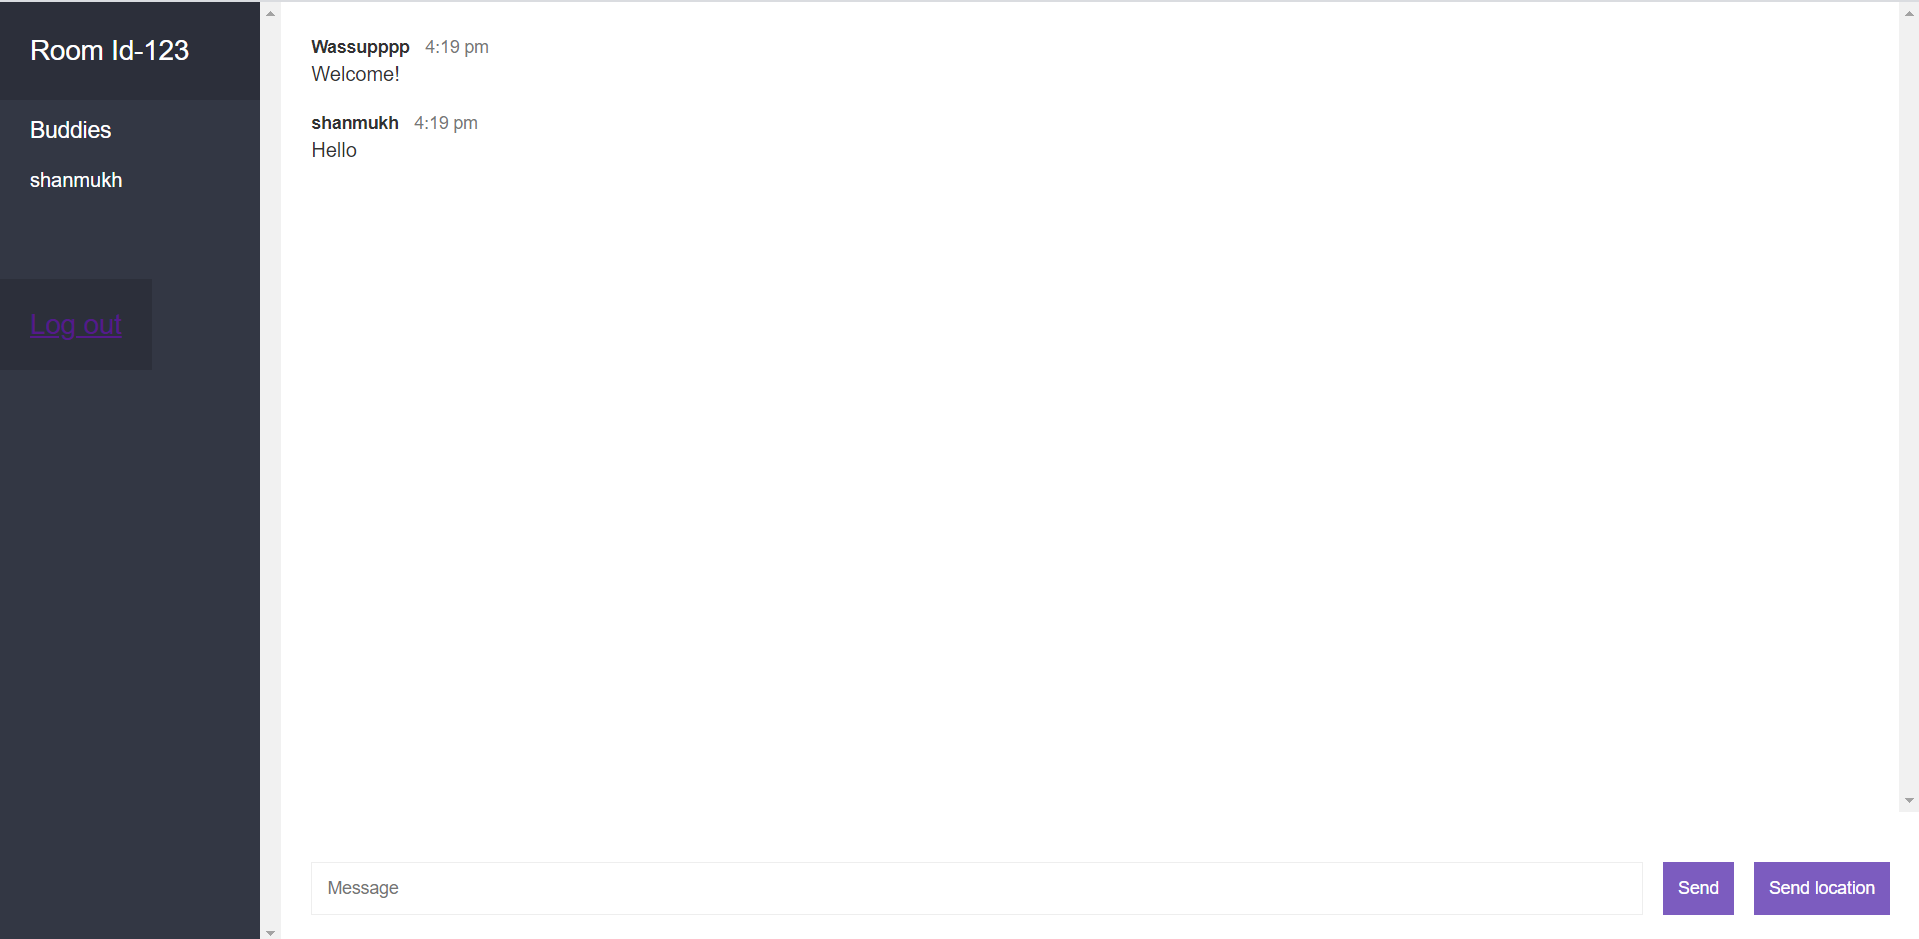 Room Id-123
Buddies
shanmukh
Log out
Wassupppp 4:19 pm
Welcome!
shanmukh 4:19 pm
Hello
Message
Send
Send location